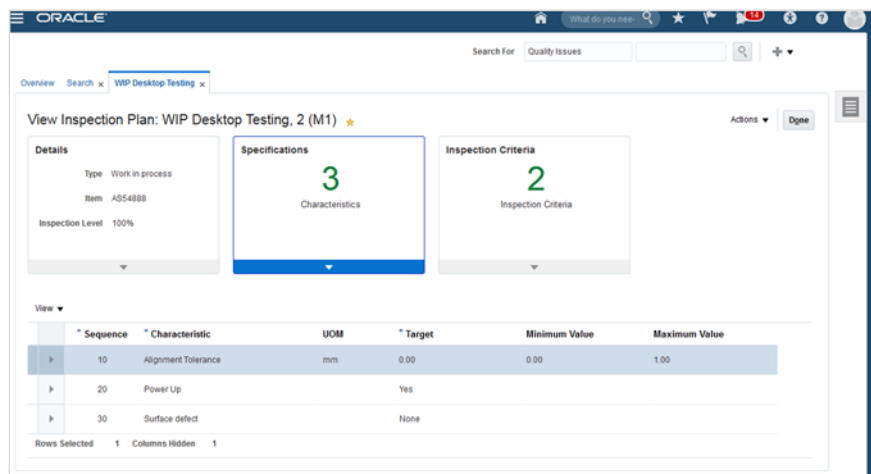 ORACLE
What do you nee- 14 ?
Search For Quality Issues
Overview Search x WIP Desktop Testing x
View Inspection Plan: WIP Desktop Testing, 2 (M1) Actions Done
Details
Type Work in process
Item AS54888
Inspection Level 100%
Specifications
3
Characteristics
Inspection Criteria
2
Inspection Criteria
View
* Sequence * Characteristic UOM * Target Minimum Value Maximum Value
10 Alignment Tolerance mm 0.00 0.00 1.00
20 Power Up Yes
30 Surface defect None
Rows Selected 1 Columns Hidden 1